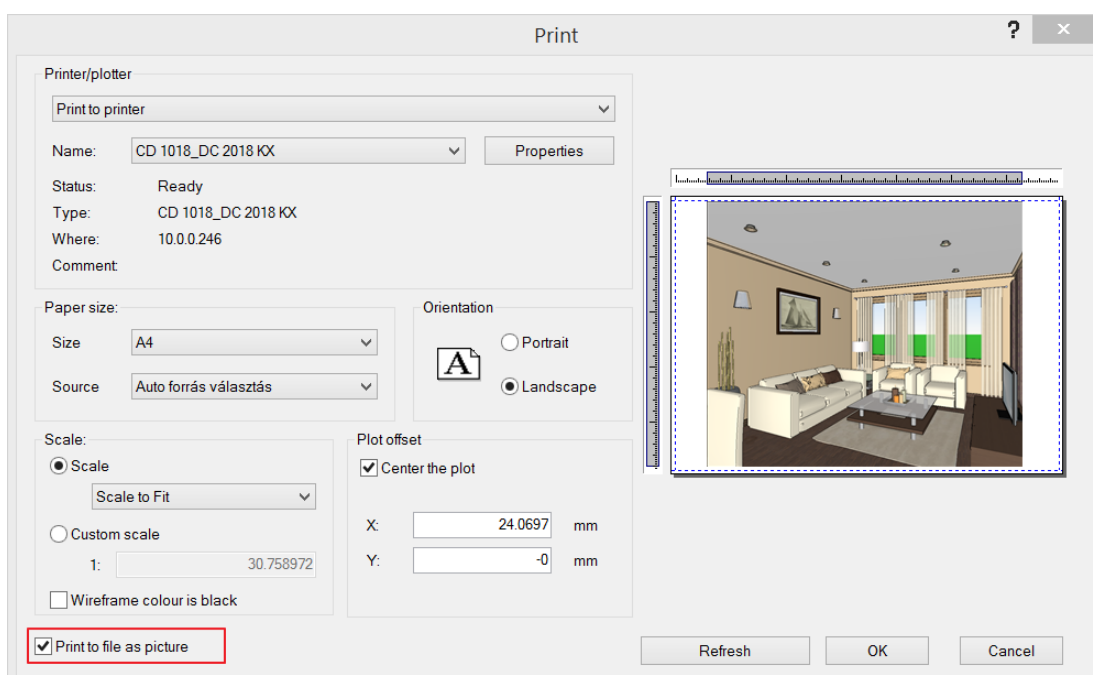 Print
?
Printer/plotter
Print to printer
Name: CD 1018_DC 2018 KX Properties
Status: Ready
Type: CD 1018_DC 2018 KX
Where: 10.0.0.246
Comment:
Paper size:
Size A4
Source Auto forrás választás
Orientation
A
Portrait
Landscape
Scale:
Scale
Scale to Fit
Custom scale
1: 30.758972
Wireframe colour is black
Plot offset
Center the plot
X: 24.0697 mm
Y: -0 mm
Print to file as picture
Refresh OK Cancel